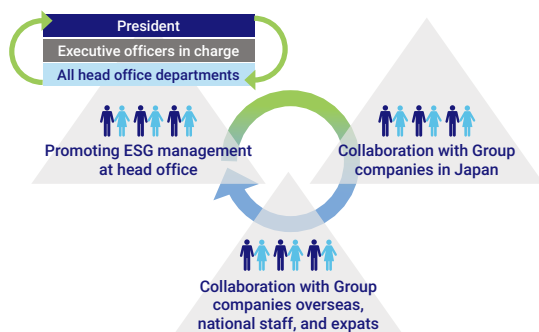 President
Executive officers in charge
All head office departments
Promoting ESG management
at head office
Collaboration with Group
companies in Japan
Collaboration with Group
companies overseas,
national staff, and expats